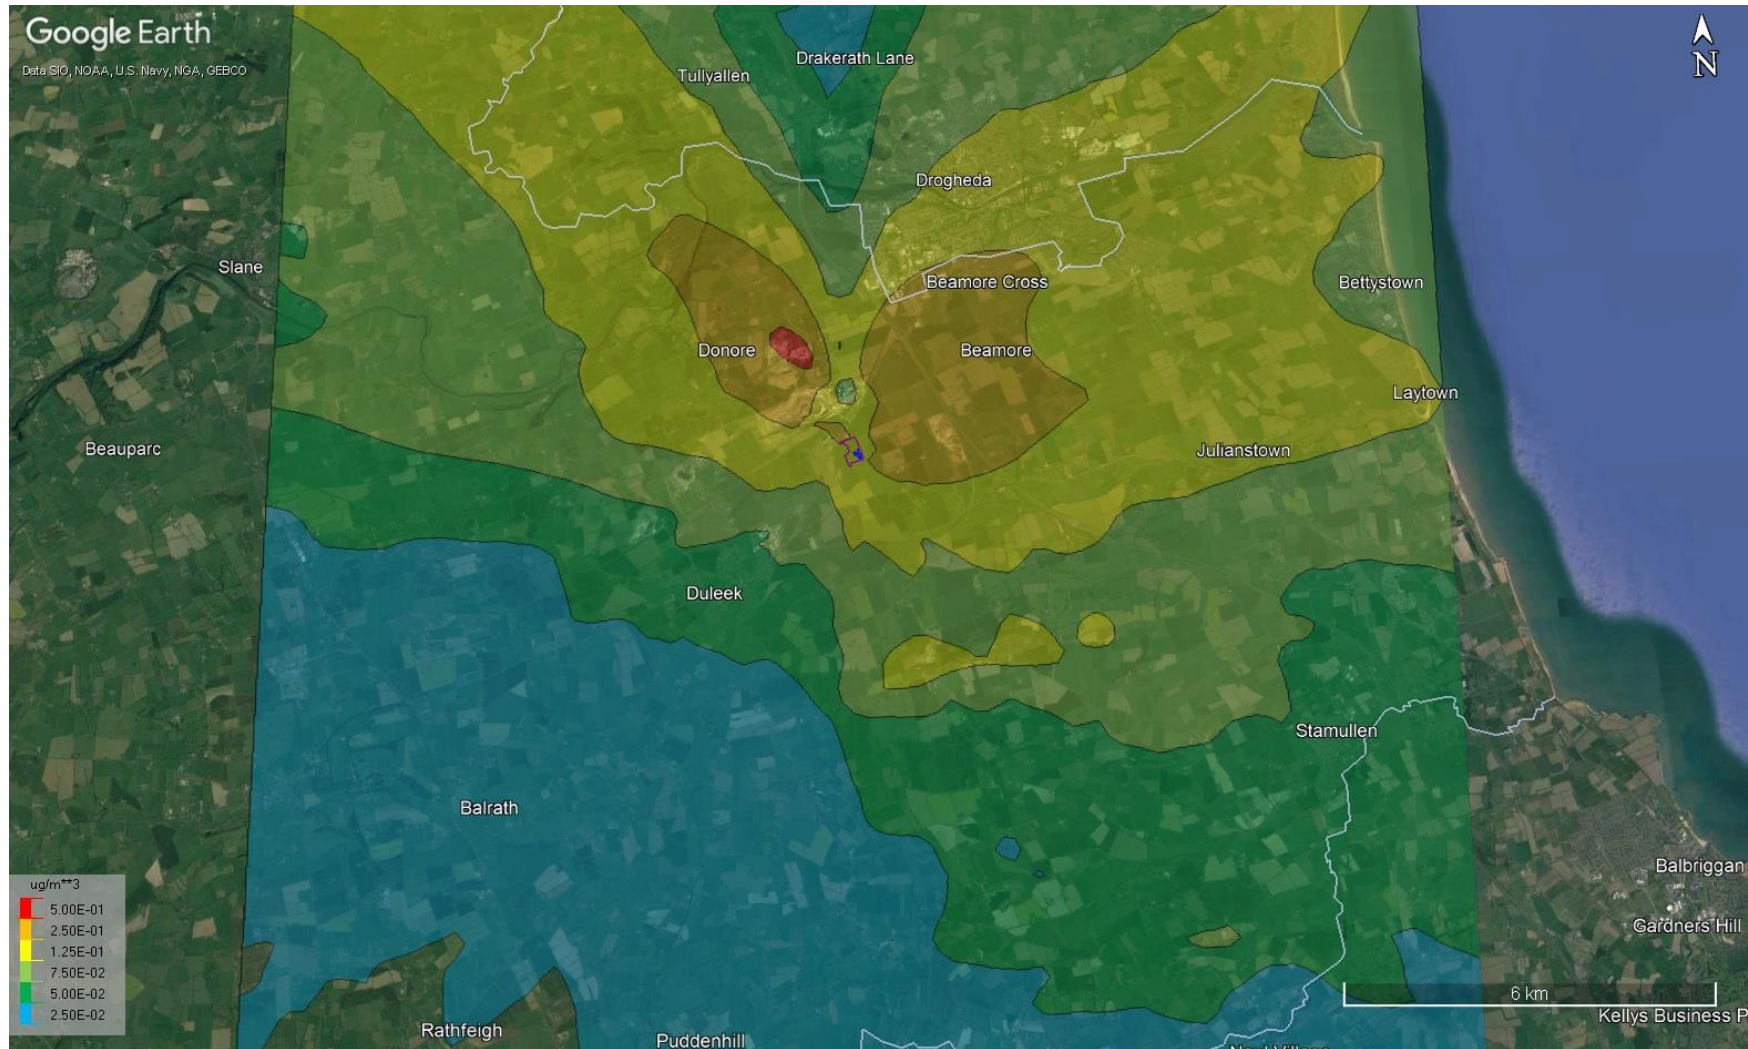 Google Earth
Data SIO, NOAA, U.S. Navy, NGA, GEBCO
N
Drakerath Lane
Tullyallen
Drogheda
Slane
Beamore Cross
Bettystown
Donore
Beamore
Laytown
Beauparc
Julianstown
Duleek
Stamullen
Balrath
Balbriggan
ug/m**3
5.00E-01
2.50E-01
1.25E-01
7.50E-02
5.00E-02
2.50E-02
Gardners Hill
6 km
Kellys Business P
Rathfeigh
Puddenhill